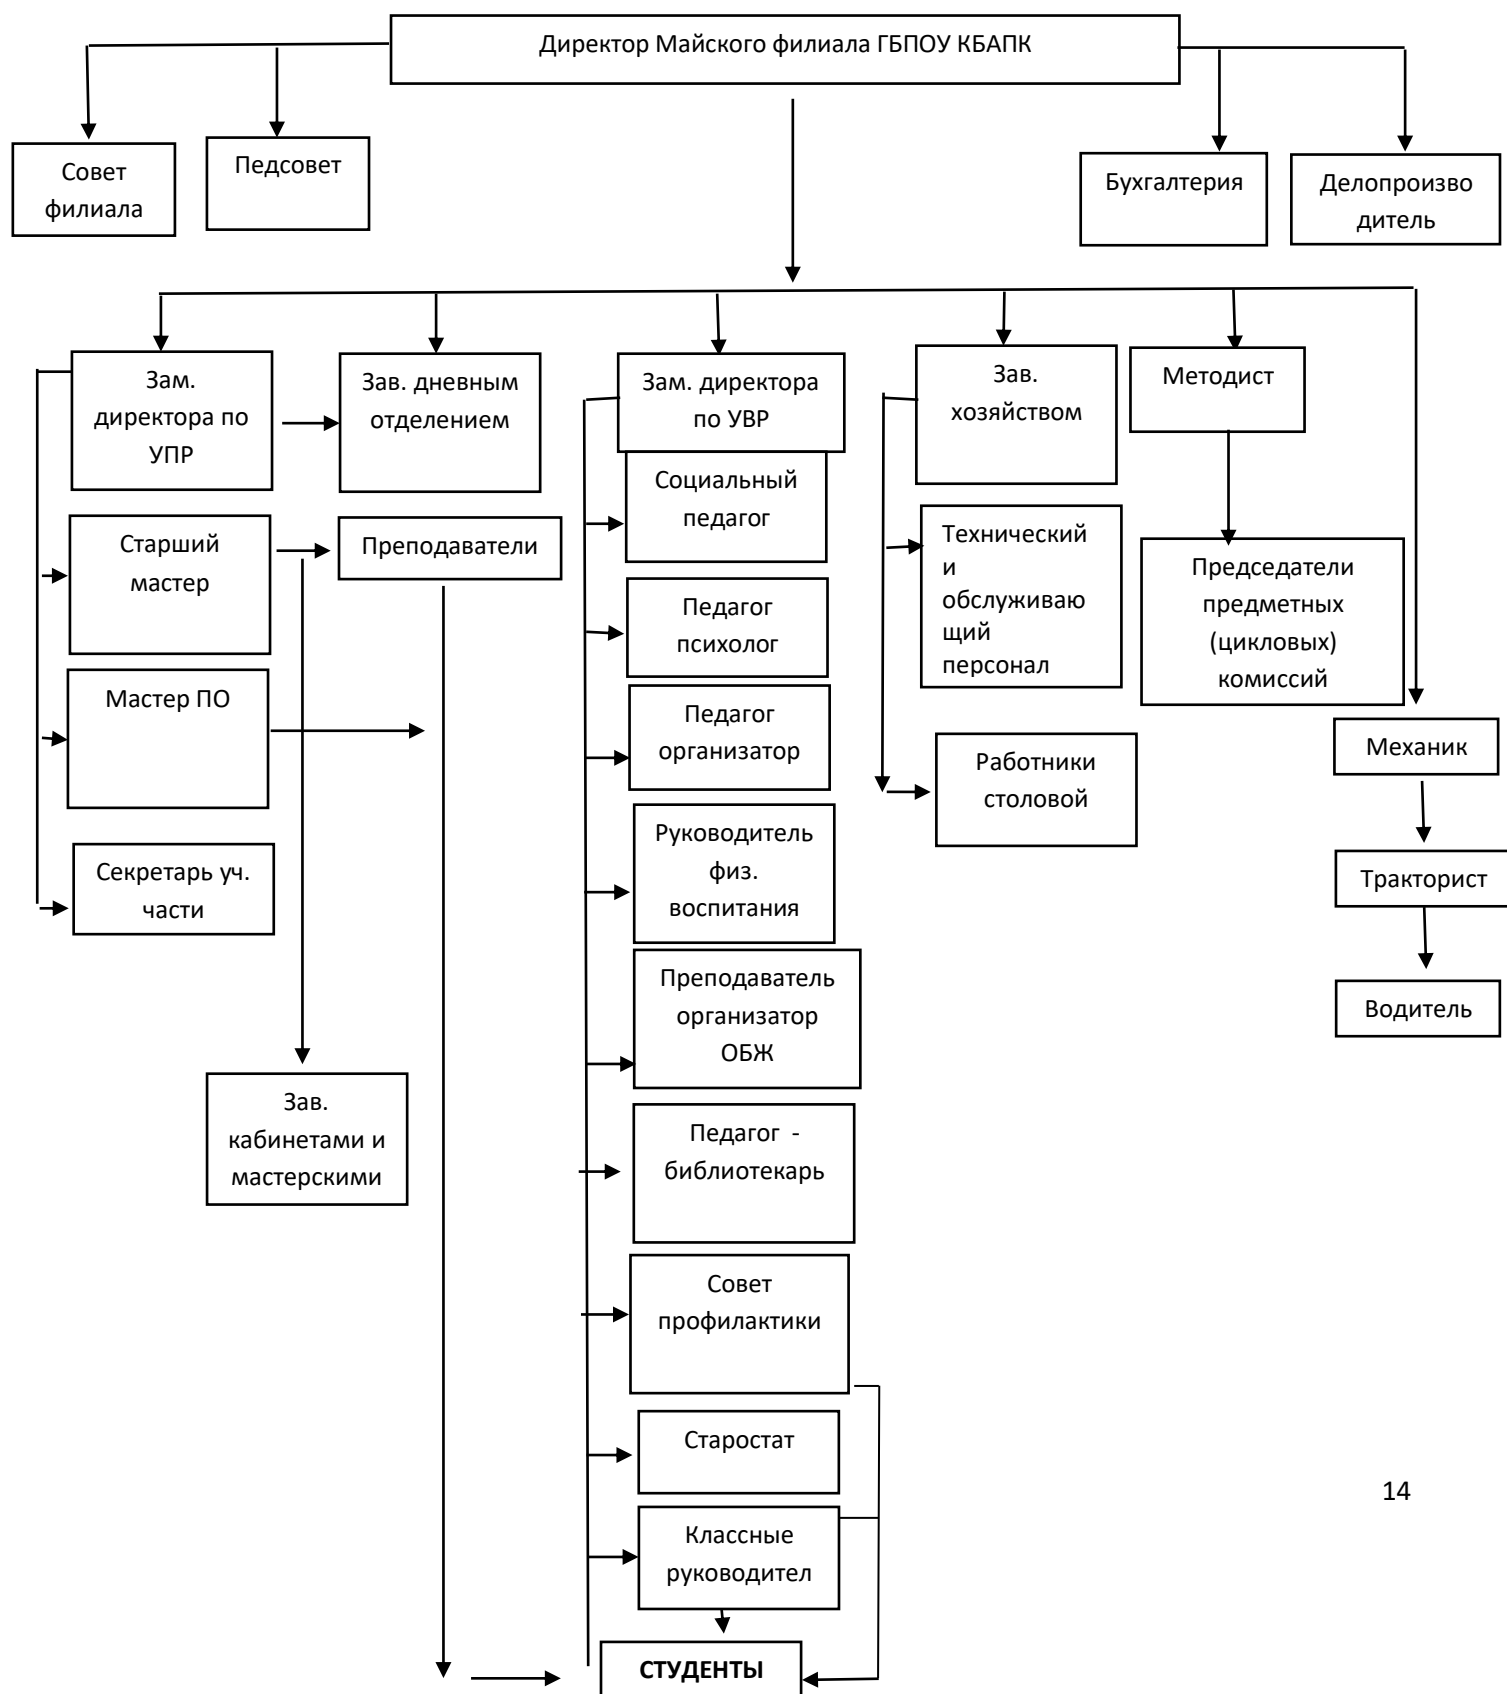 Директор Майского филиала ГБПОУ КБАПК
Совет
филиала
Педсовет
Бухгалтерия
Делопроизво
дитель
Зам.
директора по
УПР
Зав. дневным
отделением
Зам. директора
по УВР
Зав.
хозяйством
Методист
Социальный
педагог
Старший
мастер
Преподаватели
Технический
и
обслуживаю
щий
персонал
Председатели
предметных
(цикловых)
комиссий
Педагог
психолог
Мастер ПО
Педагог
организатор
Механик
Работники
столовой
Руководитель
физ.
воспитания
Секретарь уч.
части
Тракторист
Преподаватель
организатор
ОБЖ
Водитель
Зав.
кабинетами и
мастерскими
Педагог -
библиотекарь
Совет
профилактики
Старостат
14
Классные
руководител
СТУДЕНТЫ